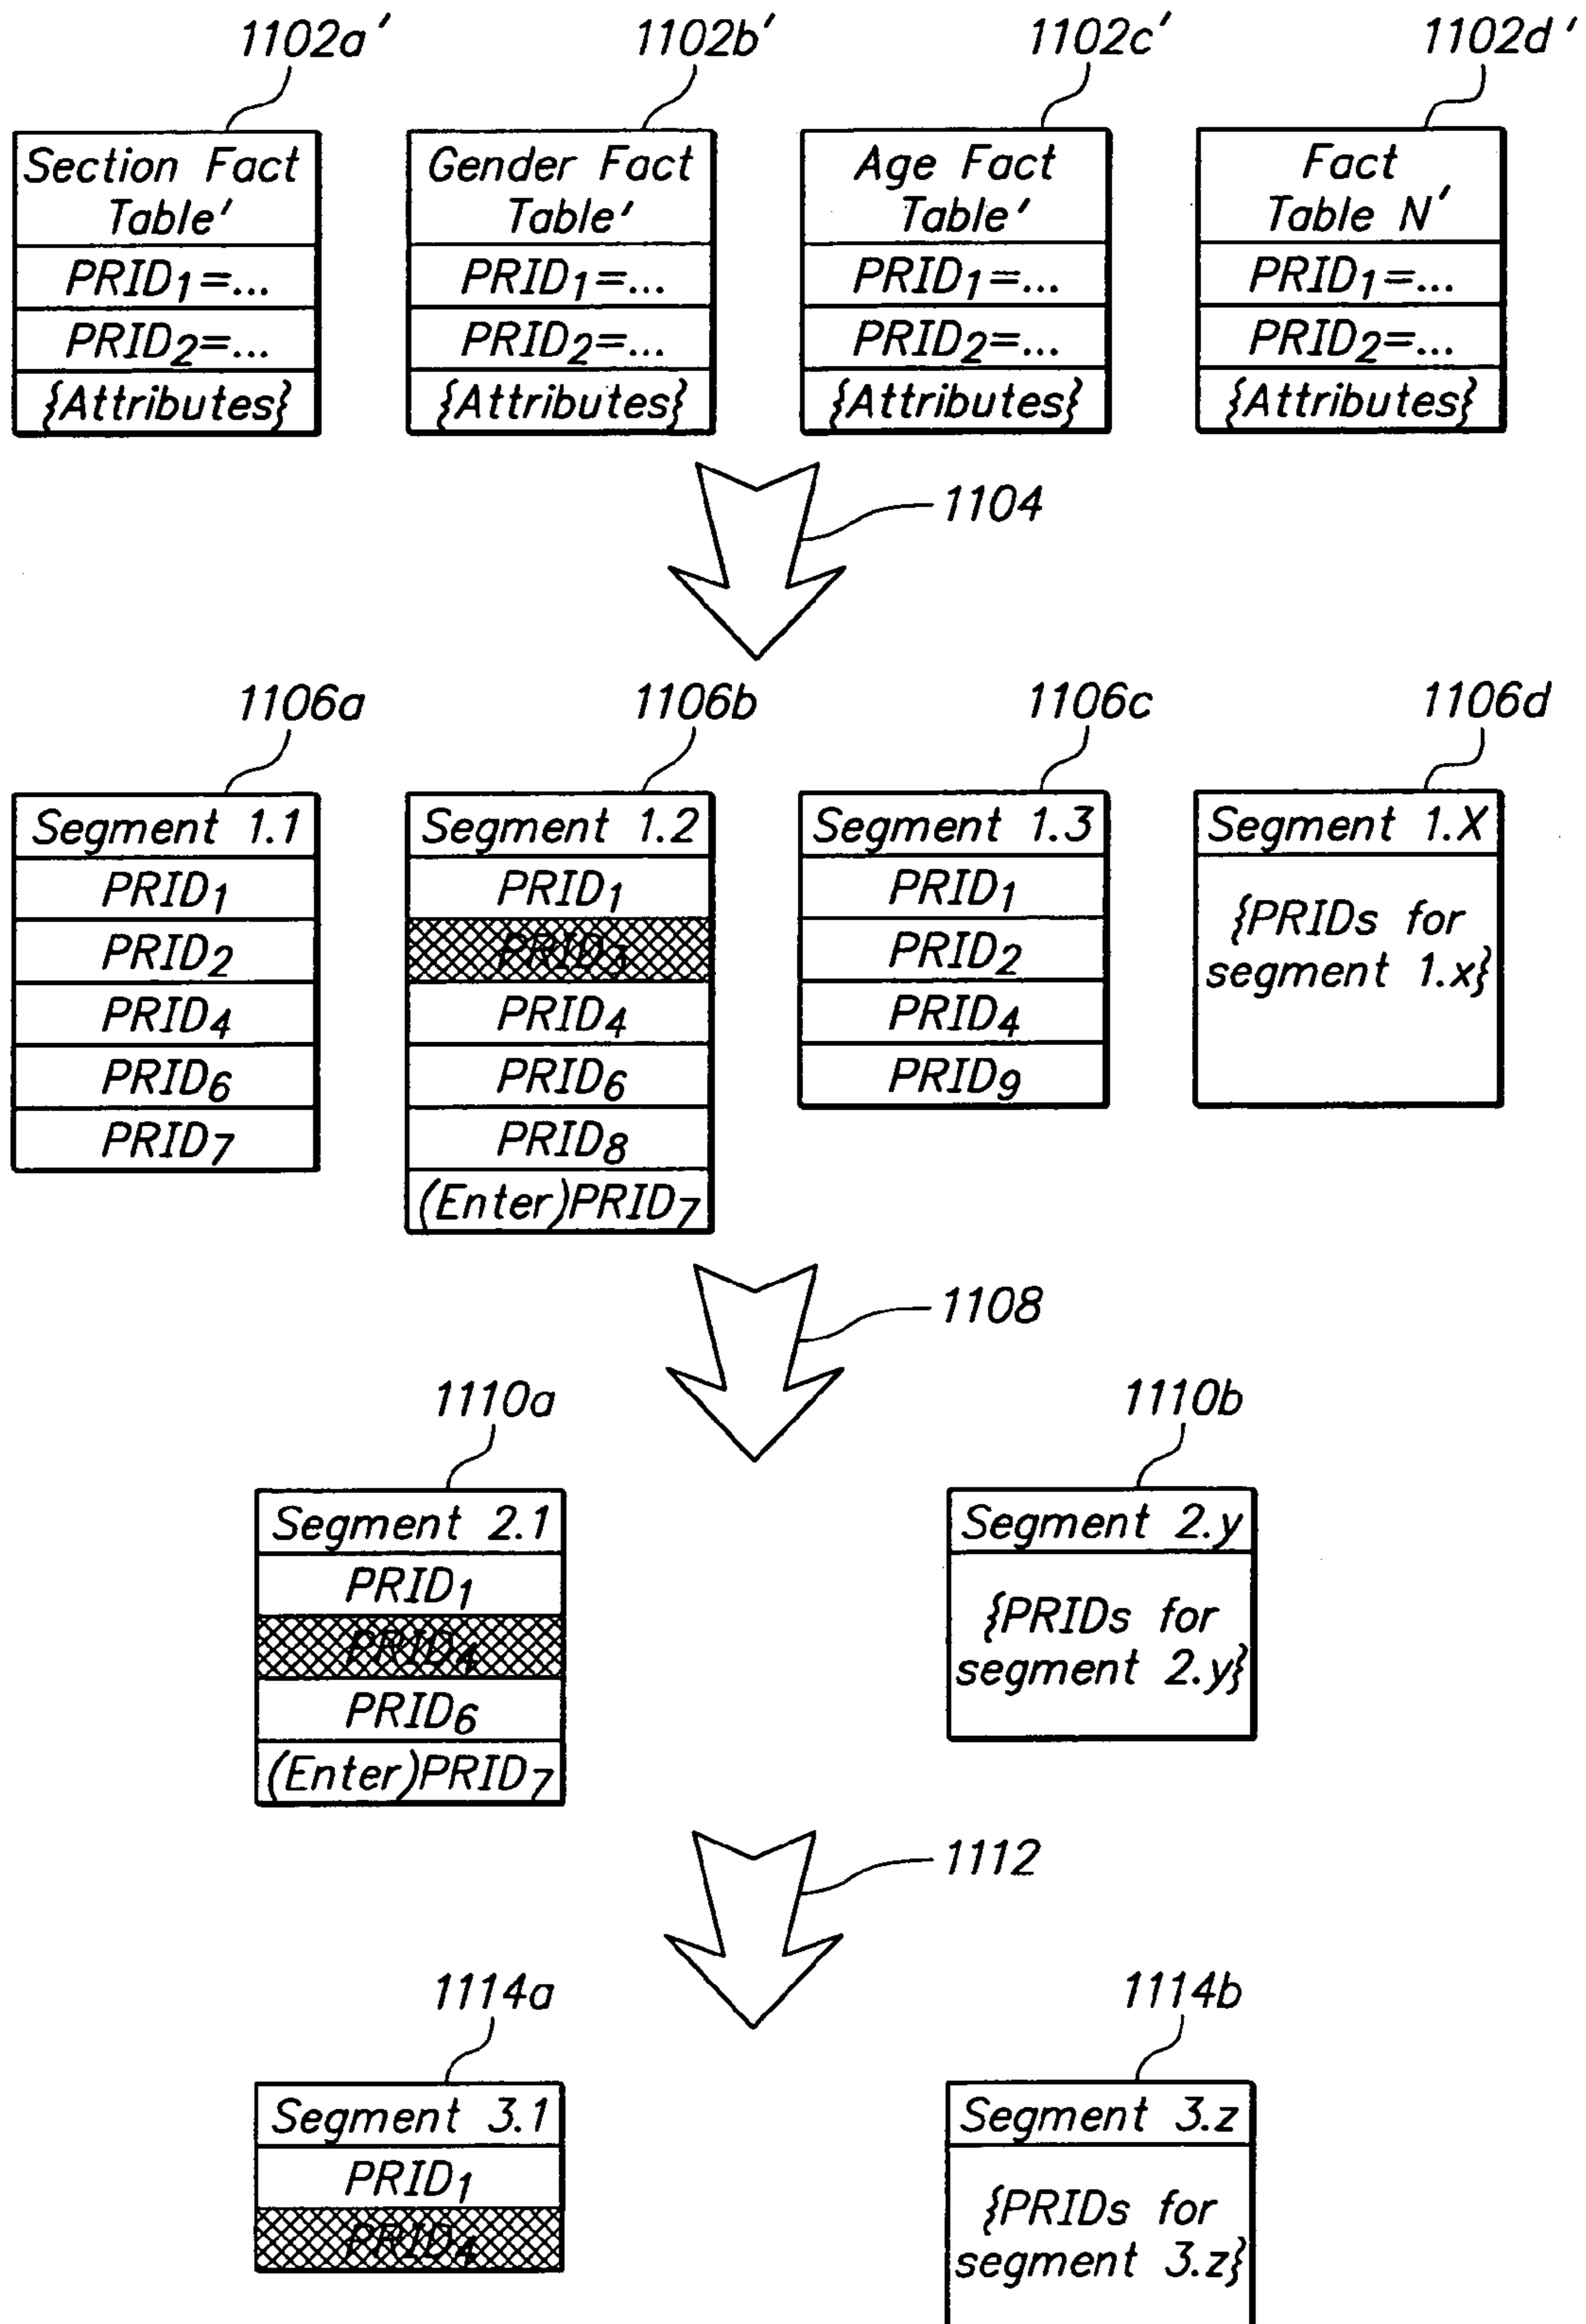 1102a' 1102b' 1102c' 1102d'
Section Fact Table'
PRID1=...
PRID2=...
{Attributes}
Gender Fact Table'
PRID1=...
PRID2=...
{Attributes}
Age Fact Table'
PRID1=...
PRID2=...
{Attributes}
Fact Table N'
PRID1=...
PRID2=...
{Attributes}
1104
1106a 1106b 1106c 1106d
Segment 1.1
PRID1
PRID2
PRID4
PRID6
PRID7
Segment 1.2
PRID1
PRID3
PRID4
PRID6
PRID8
(Enter)PRID7
Segment 1.3
PRID1
PRID2
PRID4
PRID9
Segment 1.X
{PRIDs for
segment 1.x}
1108
1110a 1110b
Segment 2.1
PRID1
PRID4
PRID6
(Enter)PRID7
Segment 2.y
{PRIDs for
segment 2.y}
1112
1114a 1114b
Segment 3.1
PRID1
PRID4
Segment 3.z
{PRIDs for
segment 3.z}